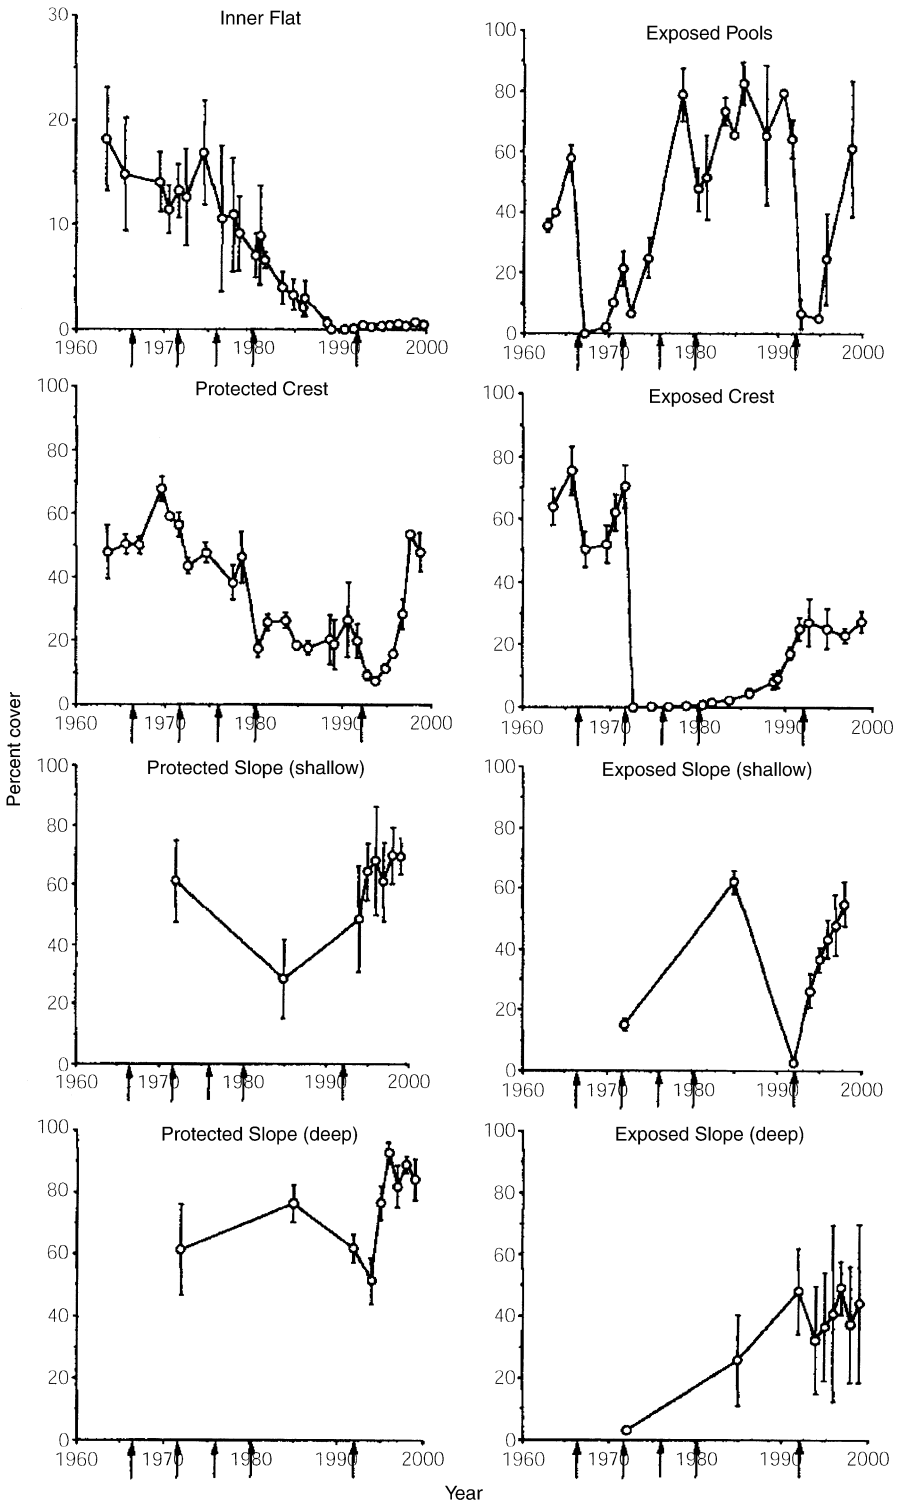 Inner Flat
30
20
10
0
1960 1970 1980 1990 2000
Exposed Pools
100
80
60
40
20
0
1960 1970 1980 1990 2000
Protected Crest
100
80
60
40
20
0
1960 1970 1980 1990 2000
Exposed Crest
100
80
60
40
20
0
1960 1970 1980 1990 2000
Percent cover
Protected Slope (shallow)
100
80
60
40
20
0
1960 1970 1980 1990 2000
Exposed Slope (shallow)
100
80
60
40
20
0
1960 1970 1980 1990 2000
Protected Slope (deep)
100
80
60
40
20
0
1960 1970 1980 1990 2000
Exposed Slope (deep)
100
80
60
40
20
0
1960 1970 1980 1990 2000
Year